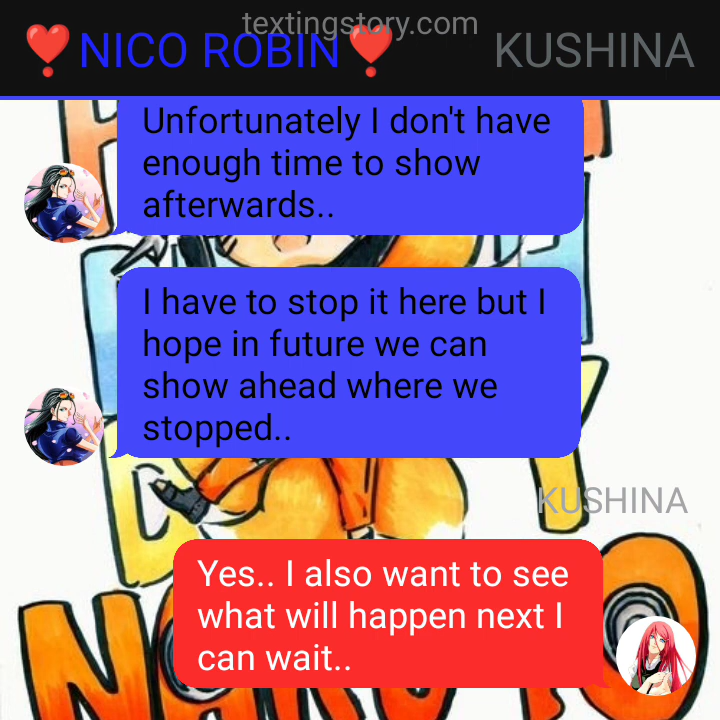 textingstory.com
❣NICO ROBIN❣ KUSHINA
Unfortunately I don't have
enough time to show
afterwards..
I have to stop it here but I
hope in future we can
show ahead where we
stopped..
KUSHINA
Yes.. I also want to see
what will happen next I
can wait..